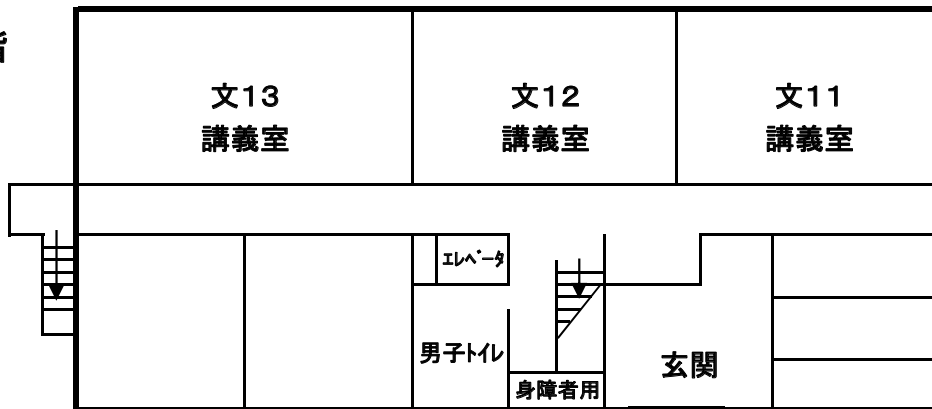 階
文13
講義室
文12
講義室
文11
講義室
エレベータ
男子トイレ
身障者用
玄関